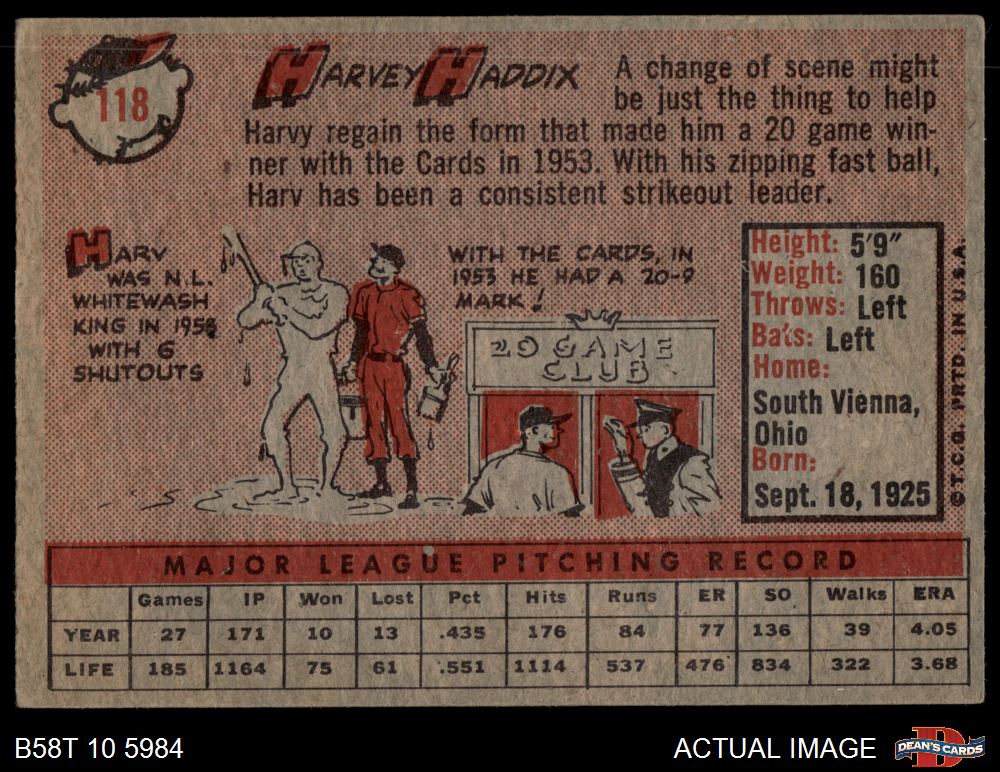 118
HARVEY HADDIX
A change of scene might
be just the thing to help
Harvy regain the form that made him a 20 game win-
ner with the Cards in 1953. With his zipping fast ball,
Harv has been a consistent strikeout leader.
HARV
WAS N.L.
WHITEWASH
KING IN 1953
WITH 6
SHUTOUTS
WITH THE CARDS, IN
1953 HE HAD A 20-9
MARK!
20 GAME
CLUB
Height: 5'9"
Weight: 160
Throws: Left
Bats: Left
Home:
South Vienna,
Ohio
Born:
Sept. 18, 1925
© T.C.G. PRTD. IN U.S.A.
MAJOR LEAGUE PITCHING RECORD
Games IP Won Lost Pct Hits Runs ER SO Walks ERA
YEAR 27 171 10 13 .435 176 84 77 136 39 4.05
LIFE 185 1164 75 61 .551 1114 537 476 834 322 3.68
B58T 10 5984
ACTUAL IMAGE
DEAN'S CARDS